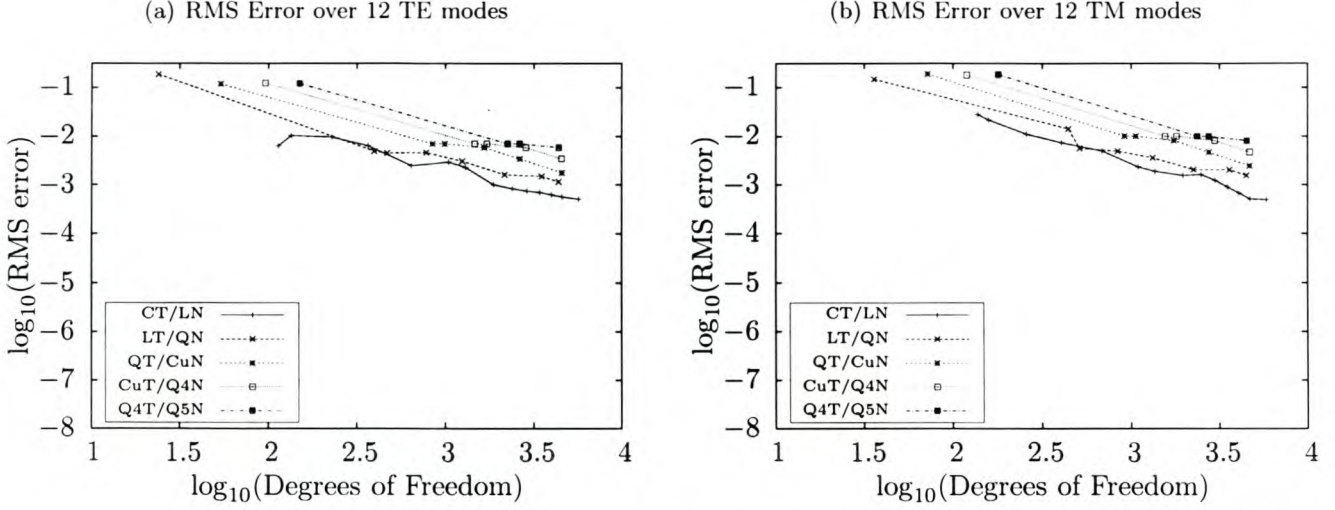 (a) RMS Error over 12 TE modes
log10(RMS error)
−1
−2
−3
−4
−5
−6
−7
−8
CT/LN
LT/QN
QT/CuN
CuT/Q4N
Q4T/Q5N
1
1.5
2
2.5
3
3.5
4
log10(Degrees of Freedom)
(b) RMS Error over 12 TM modes
log10(RMS error)
−1
−2
−3
−4
−5
−6
−7
−8
CT/LN
LT/QN
QT/CuN
CuT/Q4N
Q4T/Q5N
1
1.5
2
2.5
3
3.5
4
log10(Degrees of Freedom)